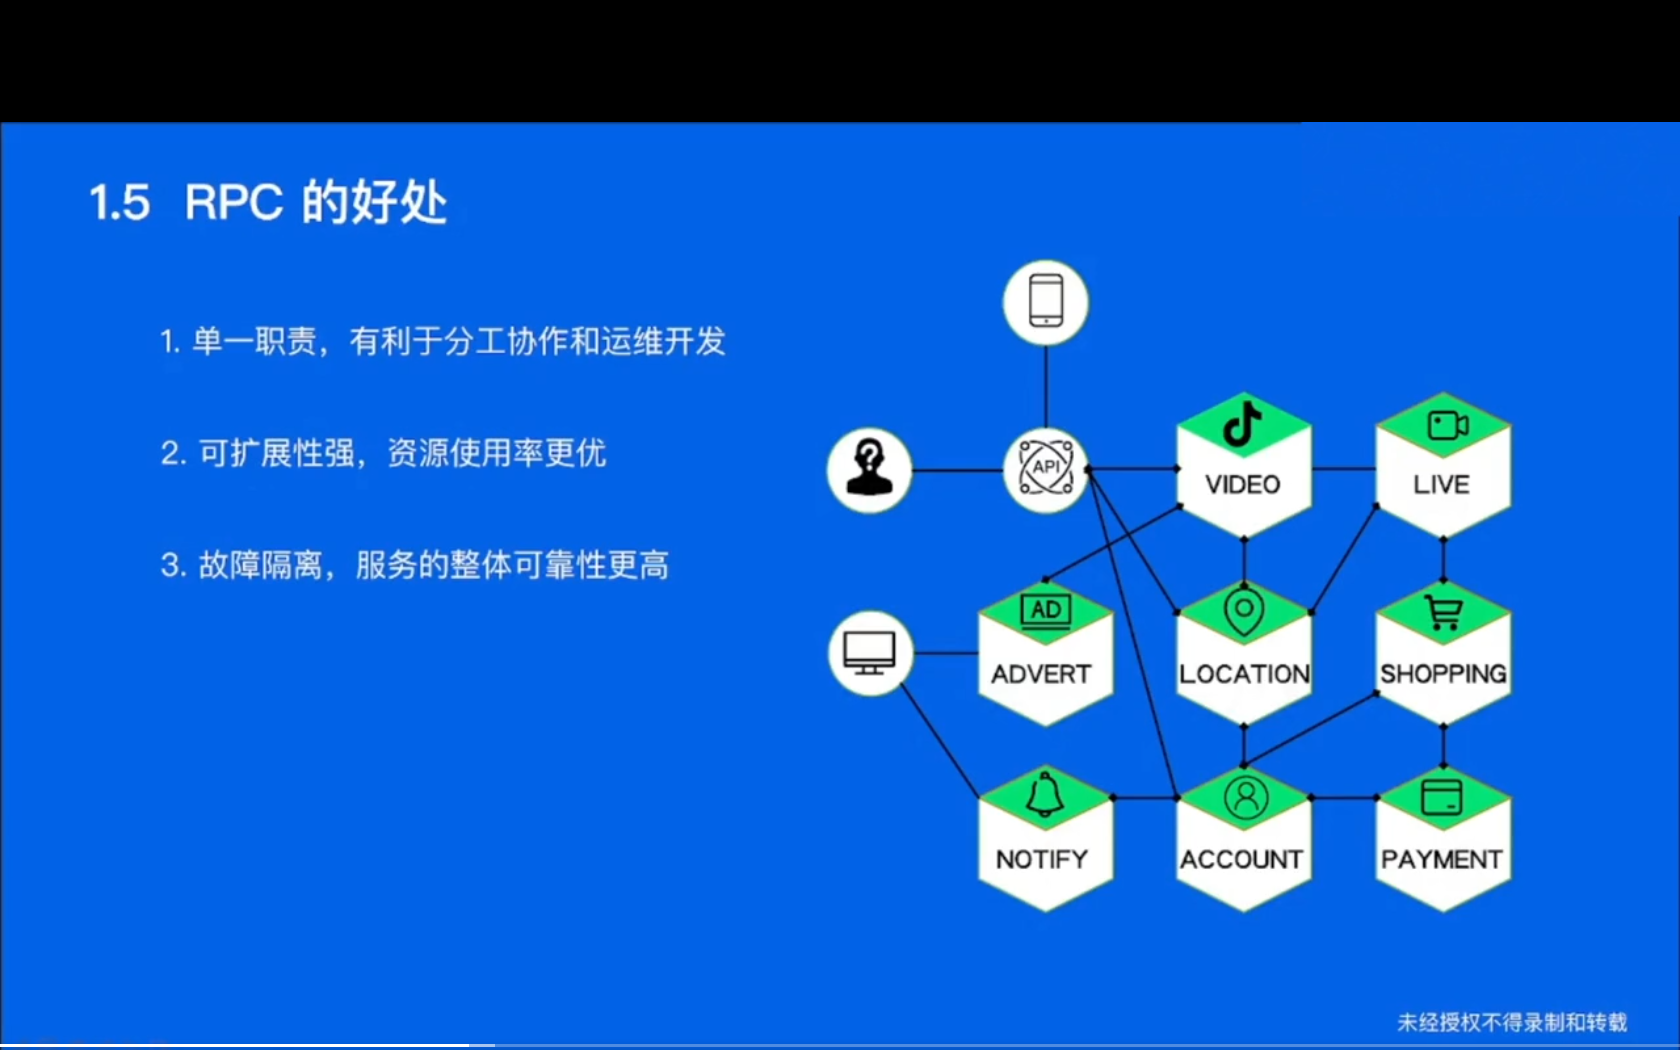 1.5 RPC 的好处
1. 单一职责，有利于分工协作和运维开发
2. 可扩展性强，资源使用率更优
3. 故障隔离，服务的整体可靠性更高
API
VIDEO
LIVE
AD
ADVERT
LOCATION
SHOPPING
NOTIFY
ACCOUNT
PAYMENT
未经授权不得录制和转载